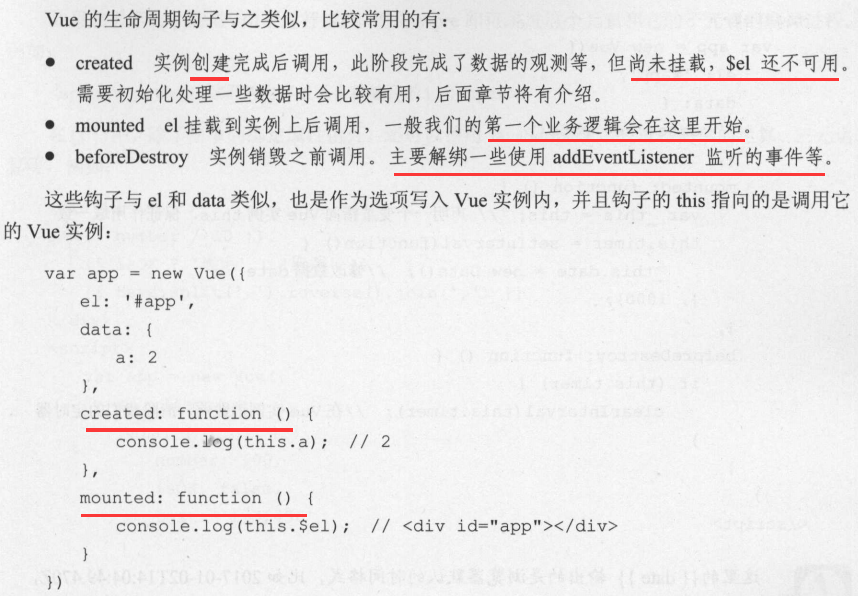 Vue 的生命周期钩子与之类似，比较常用的有：
● created 实例创建完成后调用，此阶段完成了数据的观测等，但尚未挂载，$el 还不可用。
需要初始化处理一些数据时会比较有用，后面章节将有介绍。
● mounted el 挂载到实例上后调用，一般我们的第一个业务逻辑会在这里开始。
● beforeDestroy 实例销毁之前调用。主要解绑一些使用 addEventListener 监听的事件等。
这些钩子与 el 和 data 类似，也是作为选项写入 Vue 实例内，并且钩子的 this 指向的是调用它
的 Vue 实例：
var app = new Vue({
el: '#app',
data: {
a: 2
},
created: function () {
console.log(this.a); // 2
},
mounted: function () {
console.log(this.$el); // <div id="app"></div>
}
})